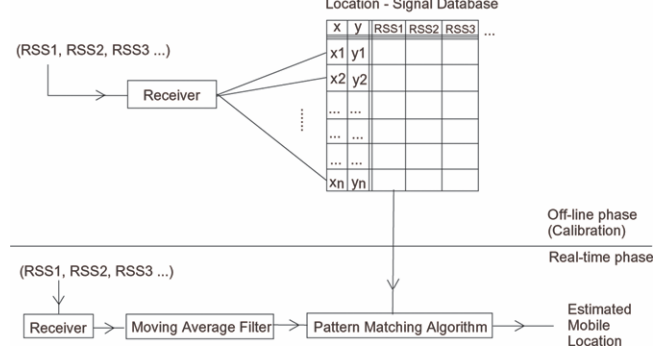 Location - Signal Database
x y RSS1 RSS2 RSS3 ...
(RSS1, RSS2, RSS3 ...)
x1 y1
Receiver
x2 y2
... ...
... ...
... ...
xn yn
Off-line phase
(Calibration)
Real-time phase
(RSS1, RSS2, RSS3 ...)
Receiver
Moving Average Filter
Pattern Matching Algorithm
Estimated
Mobile
Location